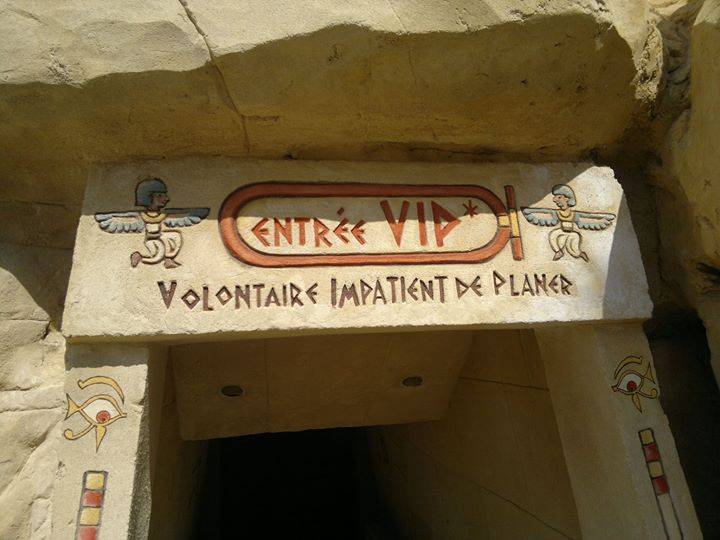 ENTRÉE VIP*
VOLONTAIRE IMPATIENT DE PLANER